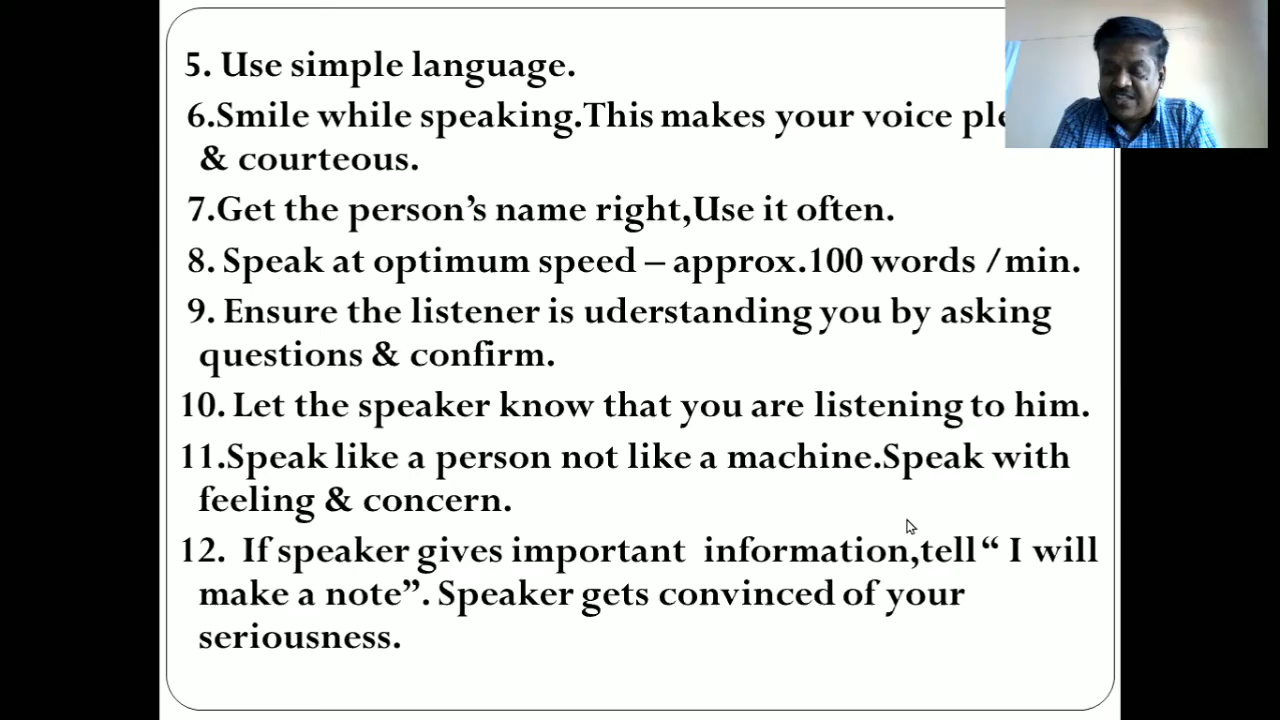 5. Use simple language.
6.Smile while speaking.This makes your voice
& courteous.
7.Get the person's name right,Use it often.
8. Speak at optimum speed – approx.100 words /min.
9. Ensure the listener is uderstanding you by asking
questions & confirm.
10. Let the speaker know that you are listening to him.
11.Speak like a person not like a machine.Speak with
feeling & concern.
12. If speaker gives important information,tell“ I will
make a note”. Speaker gets convinced of your
seriousness.